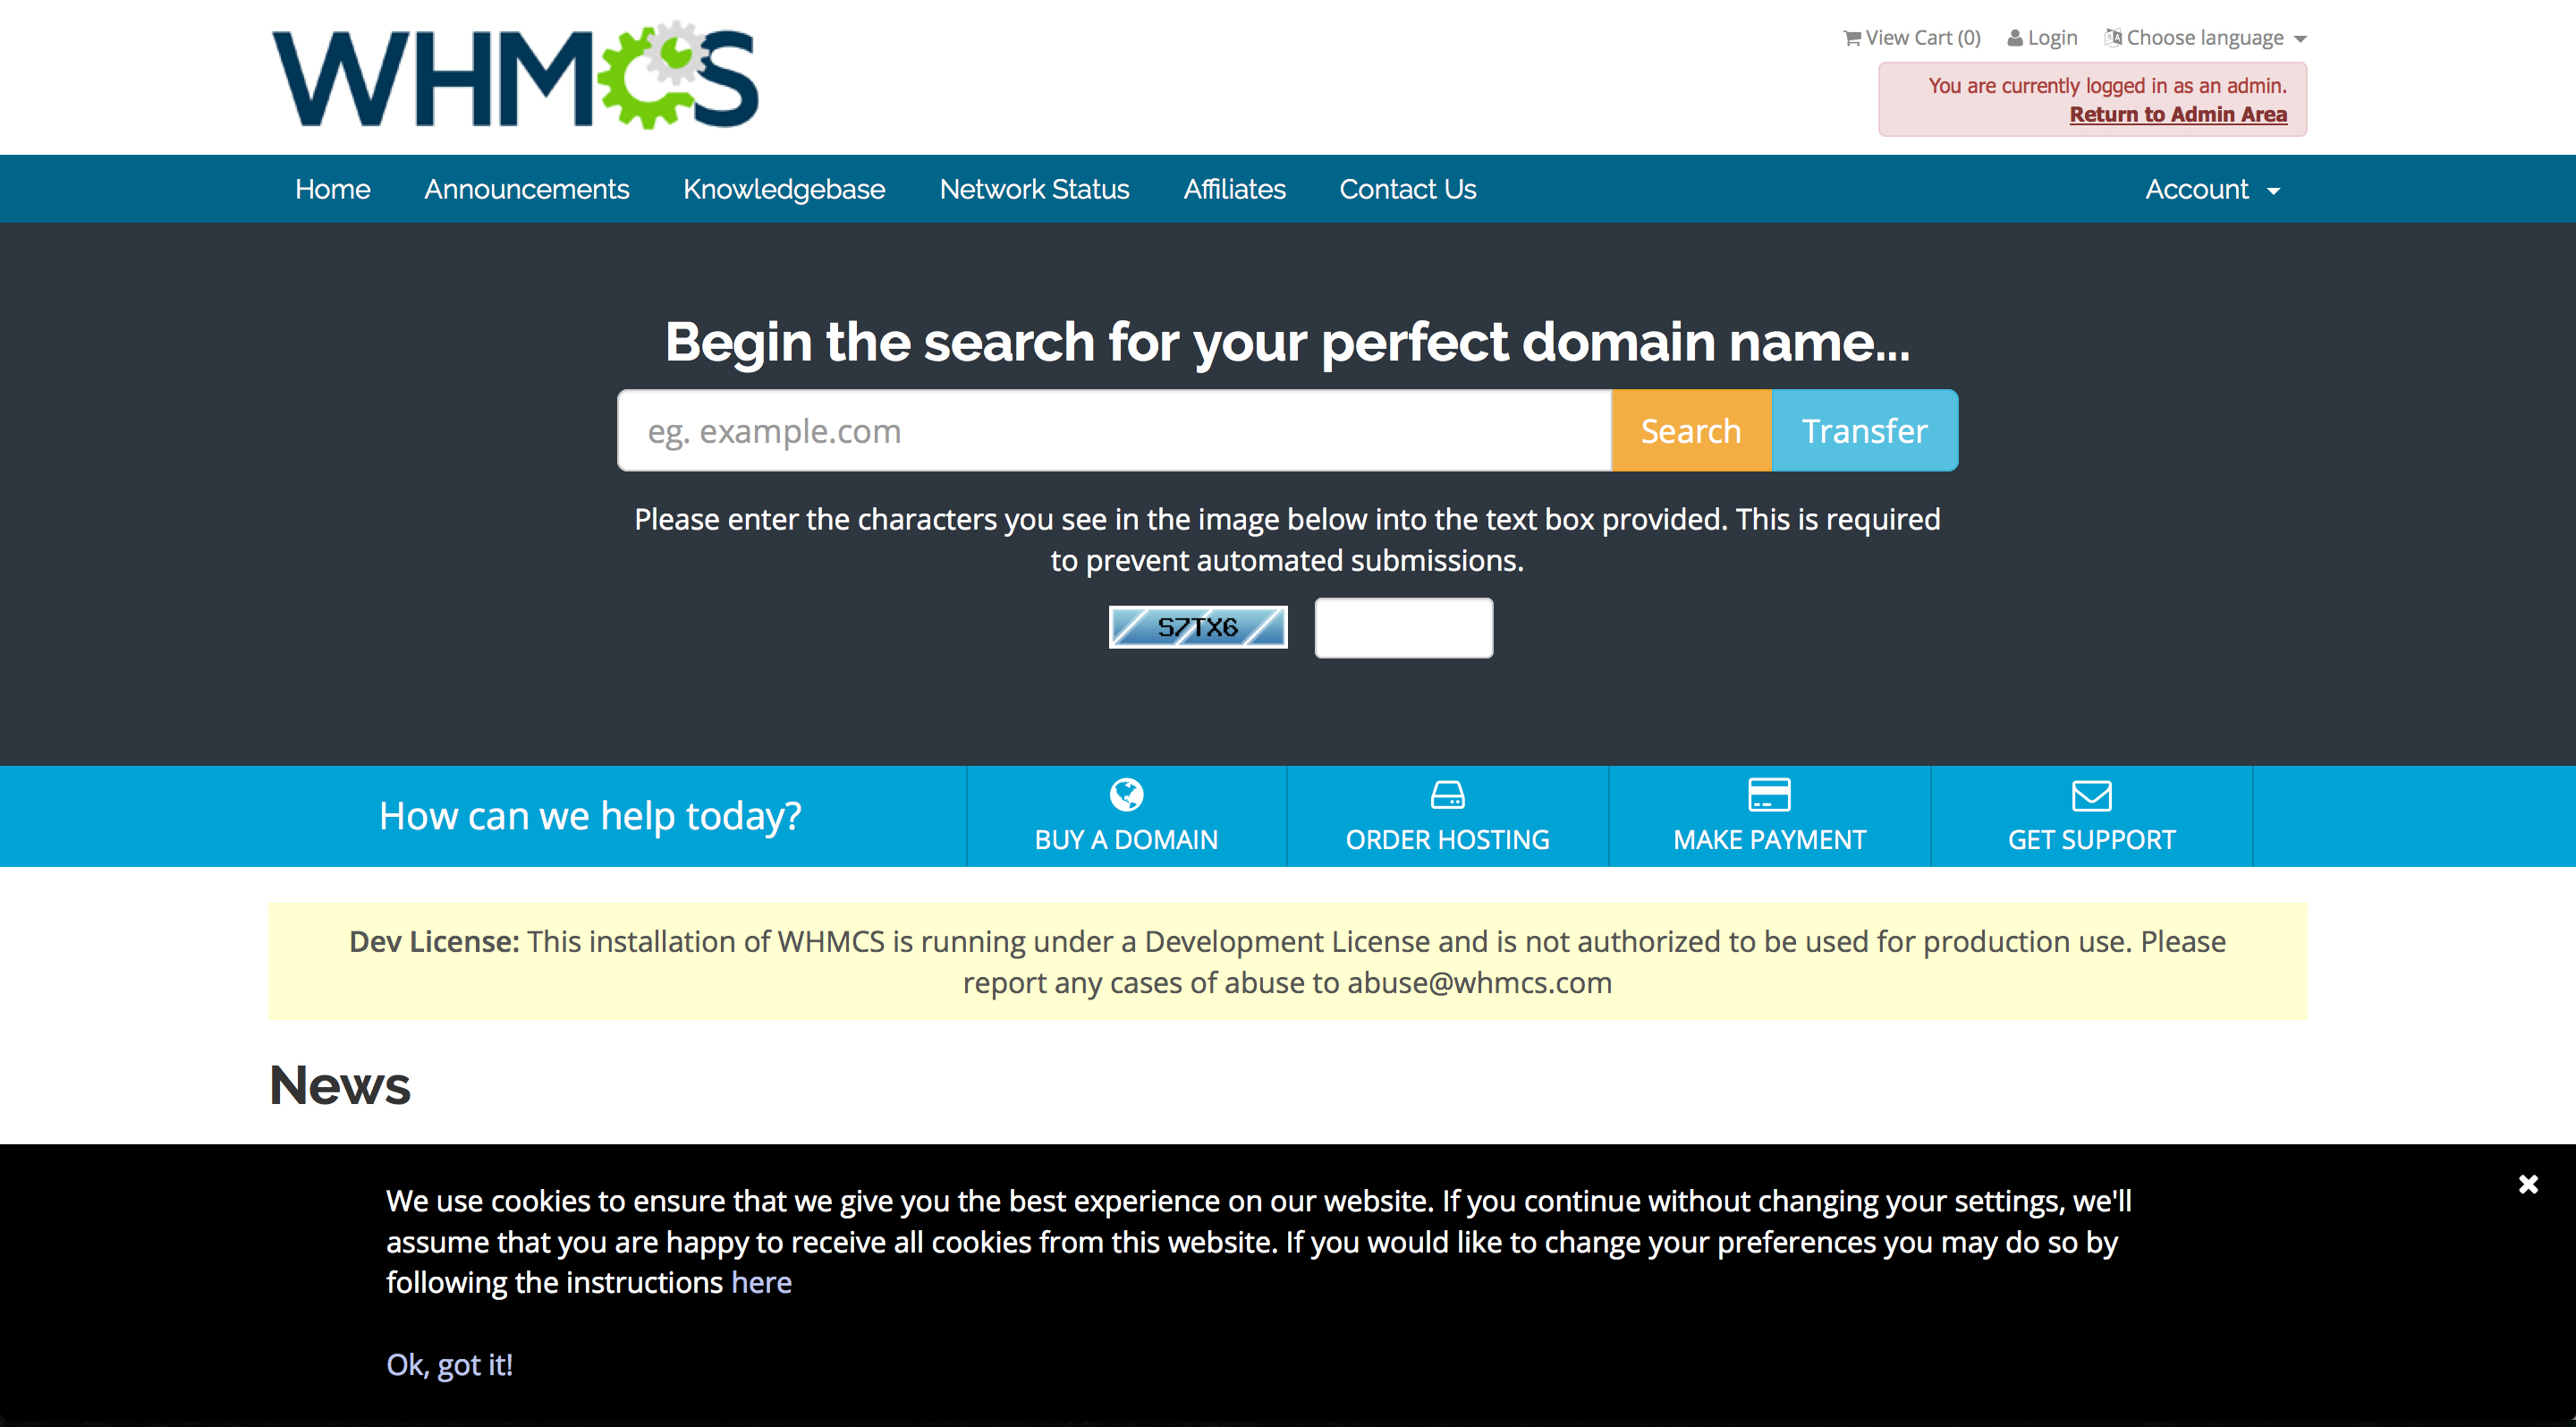 WHMCS
View Cart (0) Login Choose language
You are currently logged in as an admin.
Return to Admin Area
Home Announcements Knowledgebase Network Status Affiliates Contact Us Account
Begin the search for your perfect domain name...
eg. example.com Search Transfer
Please enter the characters you see in the image below into the text box provided. This is required
to prevent automated submissions.
S7TX6
How can we help today? BUY A DOMAIN ORDER HOSTING MAKE PAYMENT GET SUPPORT
Dev License: This installation of WHMCS is running under a Development License and is not authorized to be used for production use. Please
report any cases of abuse to abuse@whmcs.com
News
We use cookies to ensure that we give you the best experience on our website. If you continue without changing your settings, we'll
assume that you are happy to receive all cookies from this website. If you would like to change your preferences you may do so by
following the instructions here
Ok, got it!